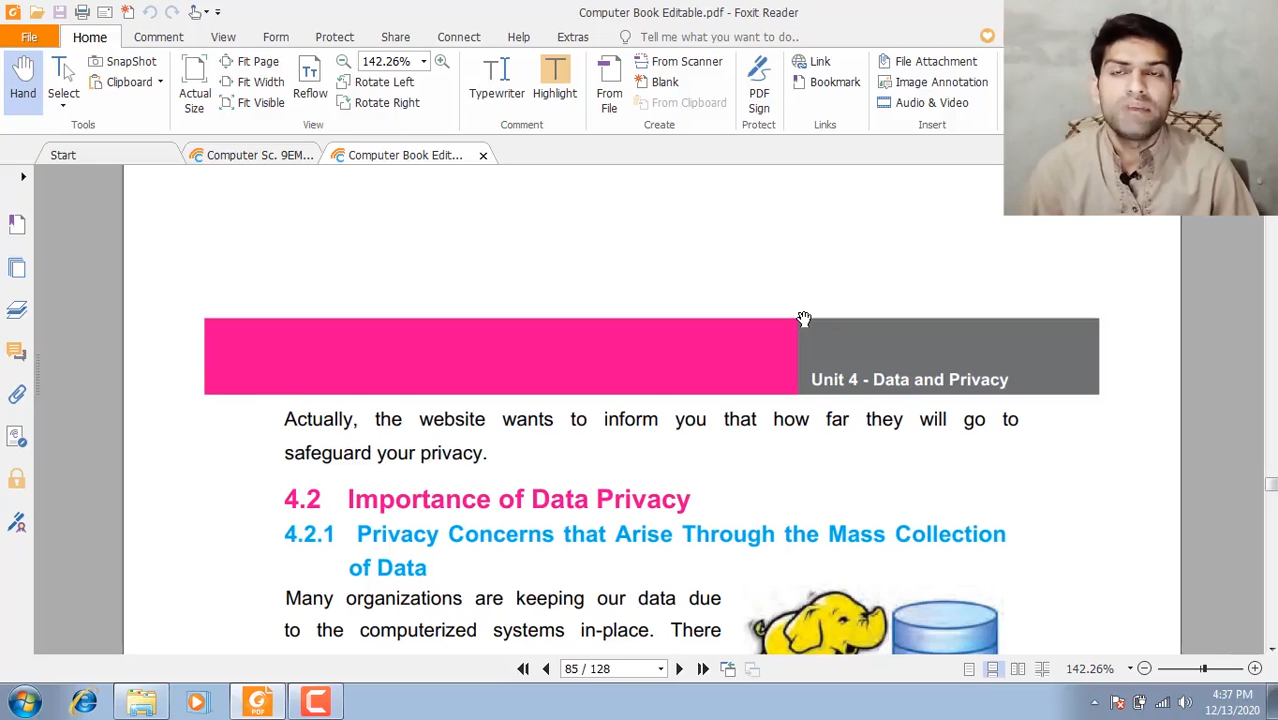 Computer Book Editable.pdf - Foxit Reader
File Home Comment View Form Protect Share Connect Help Extras Tell me what you want to do..
Hand
Select
SnapShot
Clipboard
Tools
Actual Size
Fit Page
Fit Width
Fit Visible
Reflow
142.26%
Rotate Left
Rotate Right
View
Typewriter
Highlight
Comment
From File
From Scanner
Blank
From Clipboard
Create
PDF Sign
Protect
Link
Bookmark
Links
File Attachment
Image Annotation
Audio & Video
Insert
Start
Computer Sc. 9EM...
Computer Book Edit...
Unit 4 - Data and Privacy
Actually, the website wants to inform you that how far they will go to
safeguard your privacy.
4.2 Importance of Data Privacy
4.2.1 Privacy Concerns that Arise Through the Mass Collection
of Data
Many organizations are keeping our data due
to the computerized systems in-place. There
85 / 128
142.26%
PDF
4:37 PM
12/13/2020